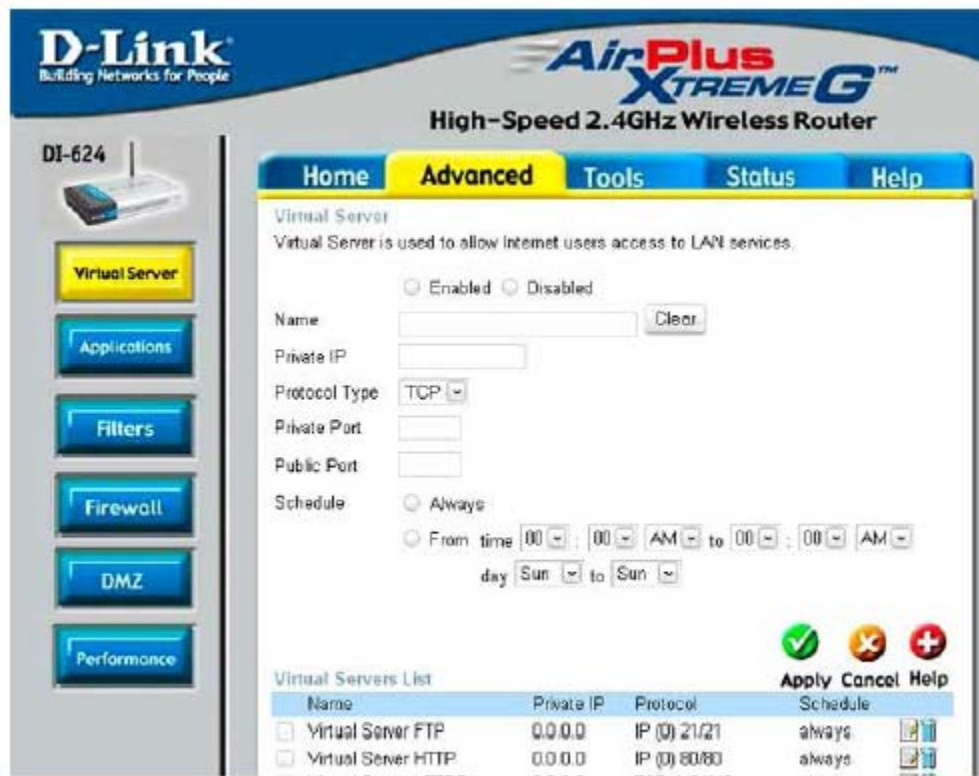 D-Link
Building Networks for People
AirPlus
XTREME G™
High-Speed 2.4GHz Wireless Router
DI-624
Home Advanced Tools Status Help
Virtual Server
Applications
Filters
Firewall
DMZ
Performance
Virtual Server
Virtual Server is used to allow Internet users access to LAN services.
Enabled Disabled
Name Clear
Private IP
Protocol Type TCP
Private Port
Public Port
Schedule Always
From time 00 : 00 AM to 00 : 00 AM
day Sun to Sun
Apply Cancel Help
Virtual Servers List
Name Private IP Protocol Schedule
Virtual Server FTP 0.0.0.0 IP (0) 21/21 always
Virtual Server HTTP 0.0.0.0 IP (0) 80/80 always